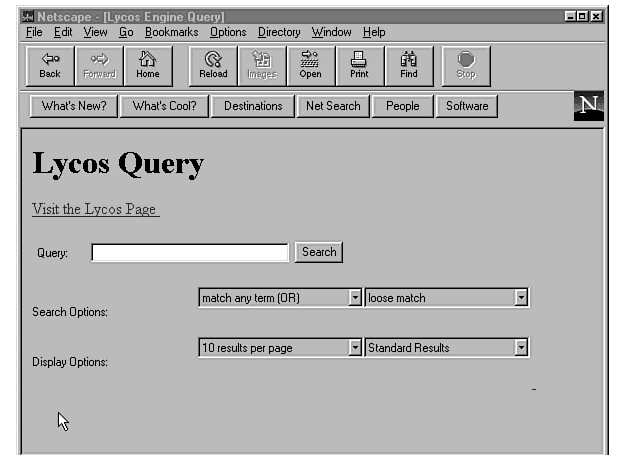 Netscape - [Lycos Engine Query]
File Edit View Go Bookmarks Options Directory Window Help
Back Forward Home Reload Images Open Print Find Stop
What's New? What's Cool? Destinations Net Search People Software N
Lycos Query
Visit the Lycos Page
Query: Search
match any term (OR) loose match
Search Options:
10 results per page Standard Results
Display Options: